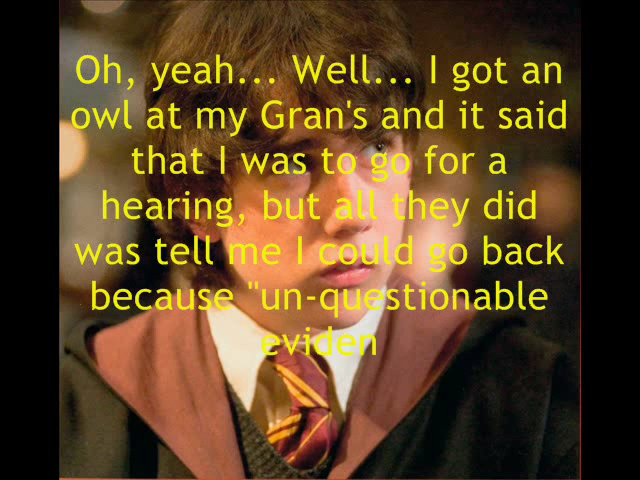 Oh, yeah... Well... I got an
owl at my Gran's and it said
that I was to go for a
hearing, but all they did
was tell me I could go back
because "un-questionable
eviden